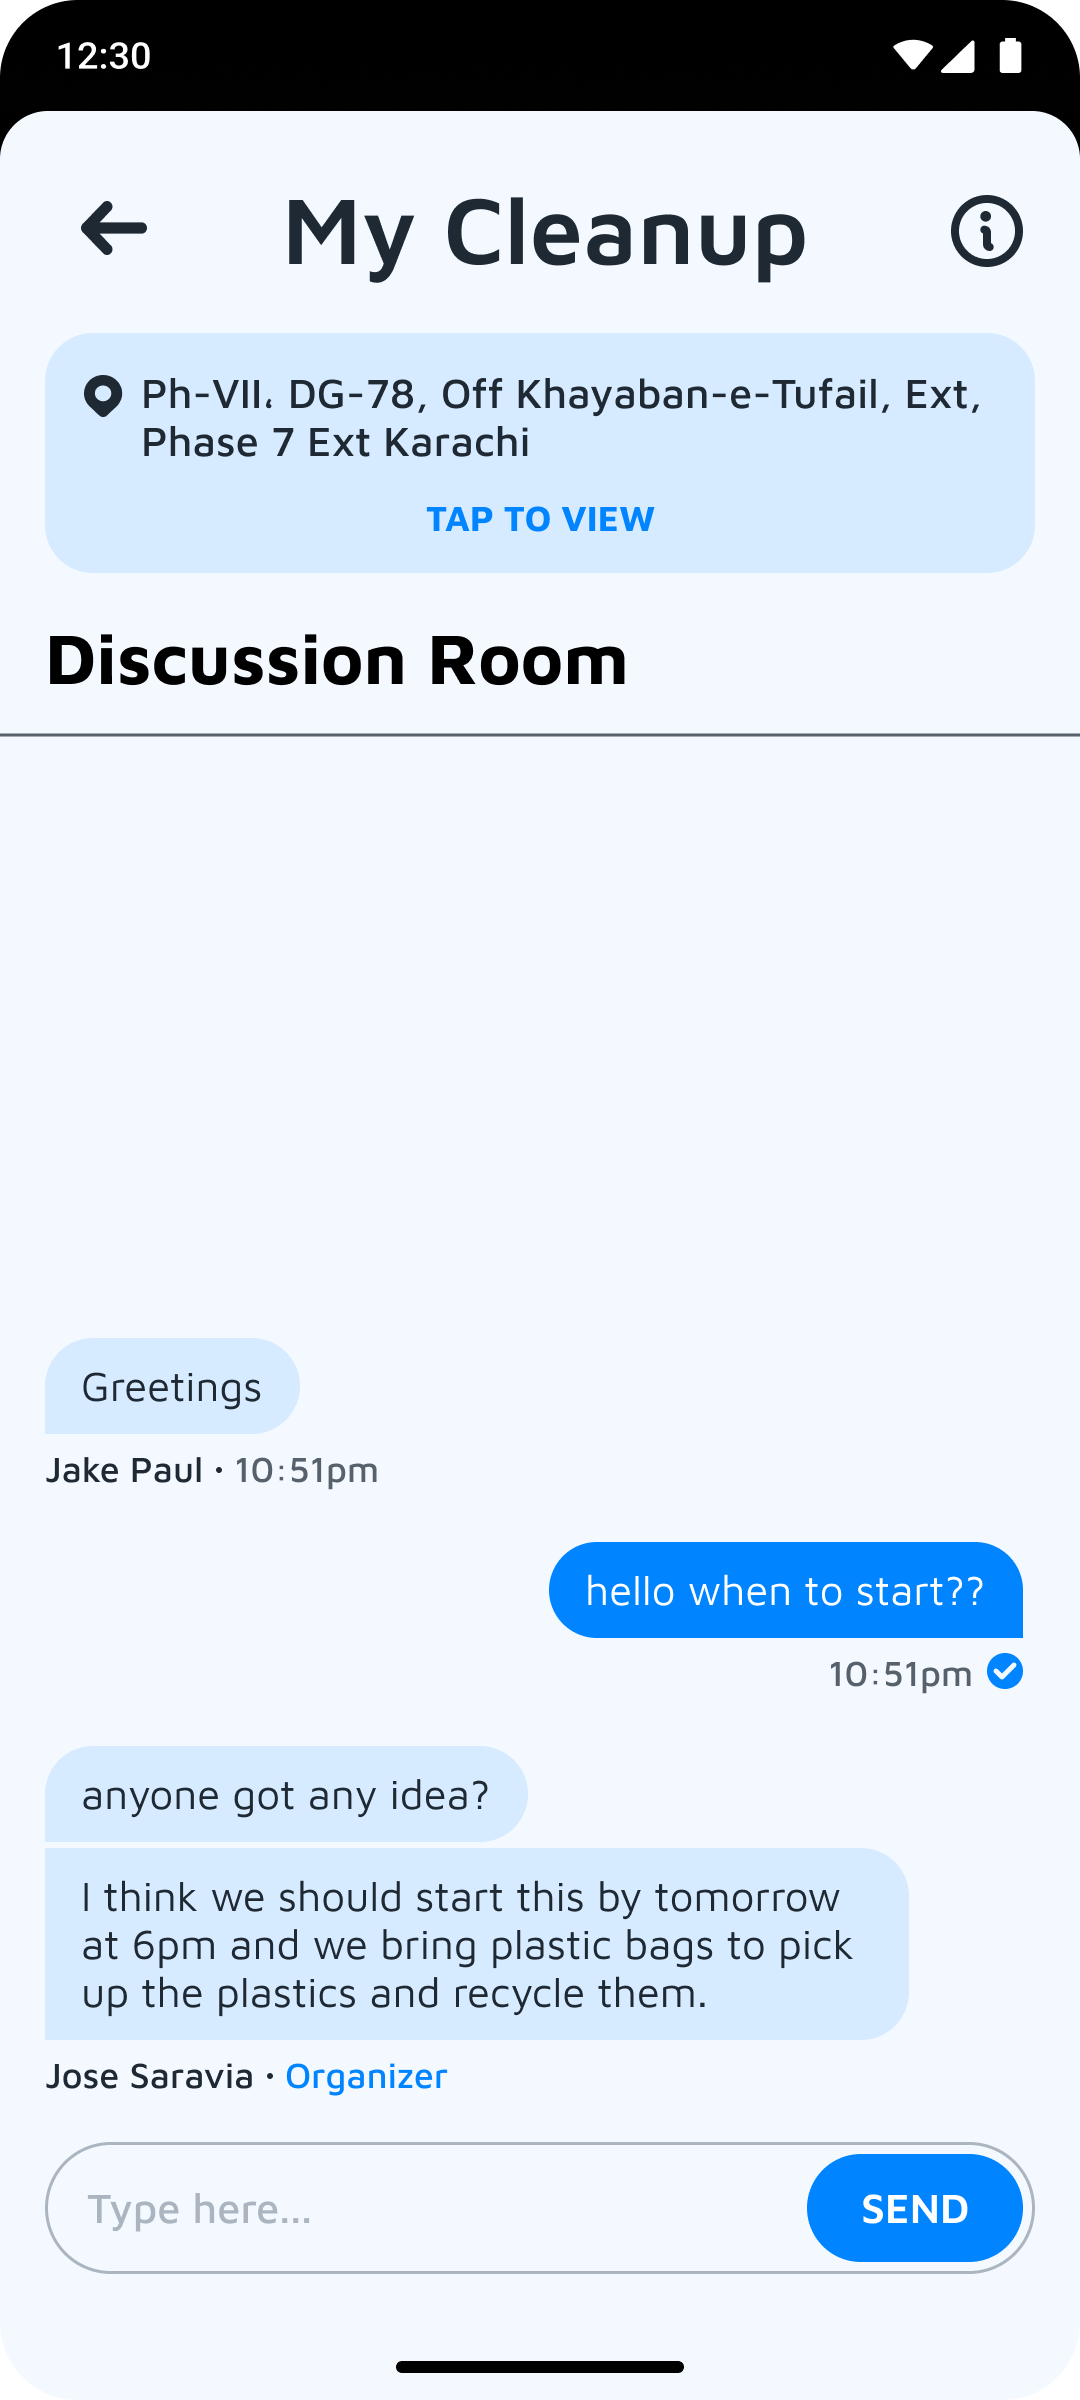 12:30
My Cleanup
Ph-VII، DG-78, Off Khayaban-e-Tufail, Ext,
Phase 7 Ext Karachi
TAP TO VIEW
Discussion Room
Greetings
Jake Paul · 10:51pm
hello when to start??
10:51pm
anyone got any idea?
I think we should start this by tomorrow
at 6pm and we bring plastic bags to pick
up the plastics and recycle them.
Jose Saravia · Organizer
Type here...
SEND